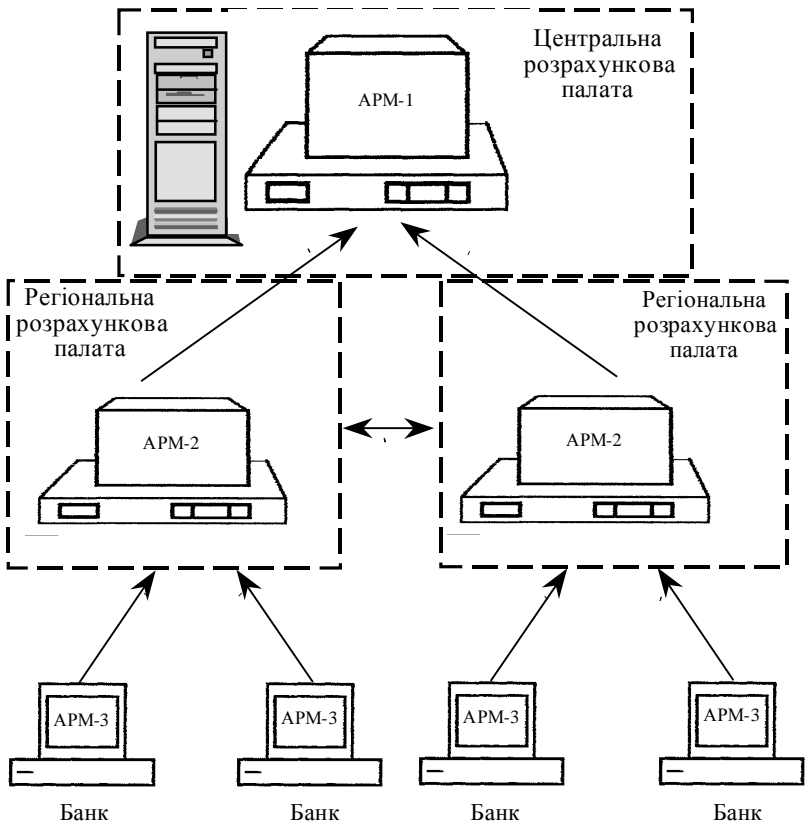 Центральна
розрахункова
палата
АРМ-1
Регіональна
розрахункова
палата
Регіональна
розрахункова
палата
АРМ-2
АРМ-2
АРМ-3
АРМ-3
АРМ-3
АРМ-3
Банк
Банк
Банк
Банк